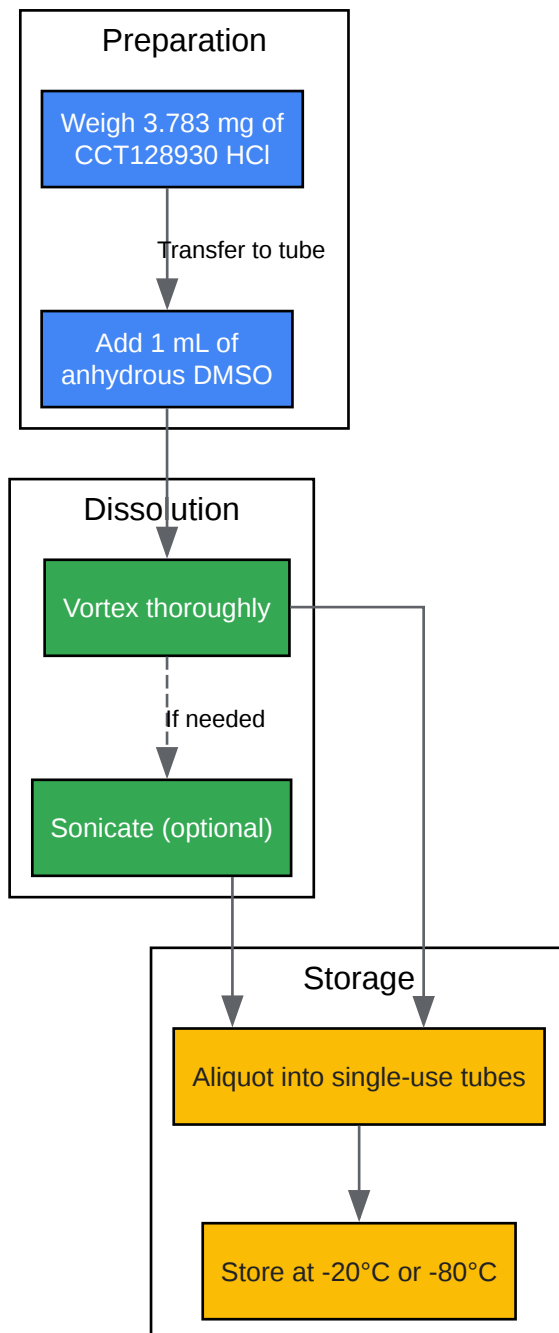 Preparation
Weigh 3.783 mg of
CCT128930 HCl
Transfer to tube
Add 1 mL of
anhydrous DMSO
Dissolution
Vortex thoroughly
If needed
Sonicate (optional)
Storage
Aliquot into single-use tubes
Store at -20°C or -80°C